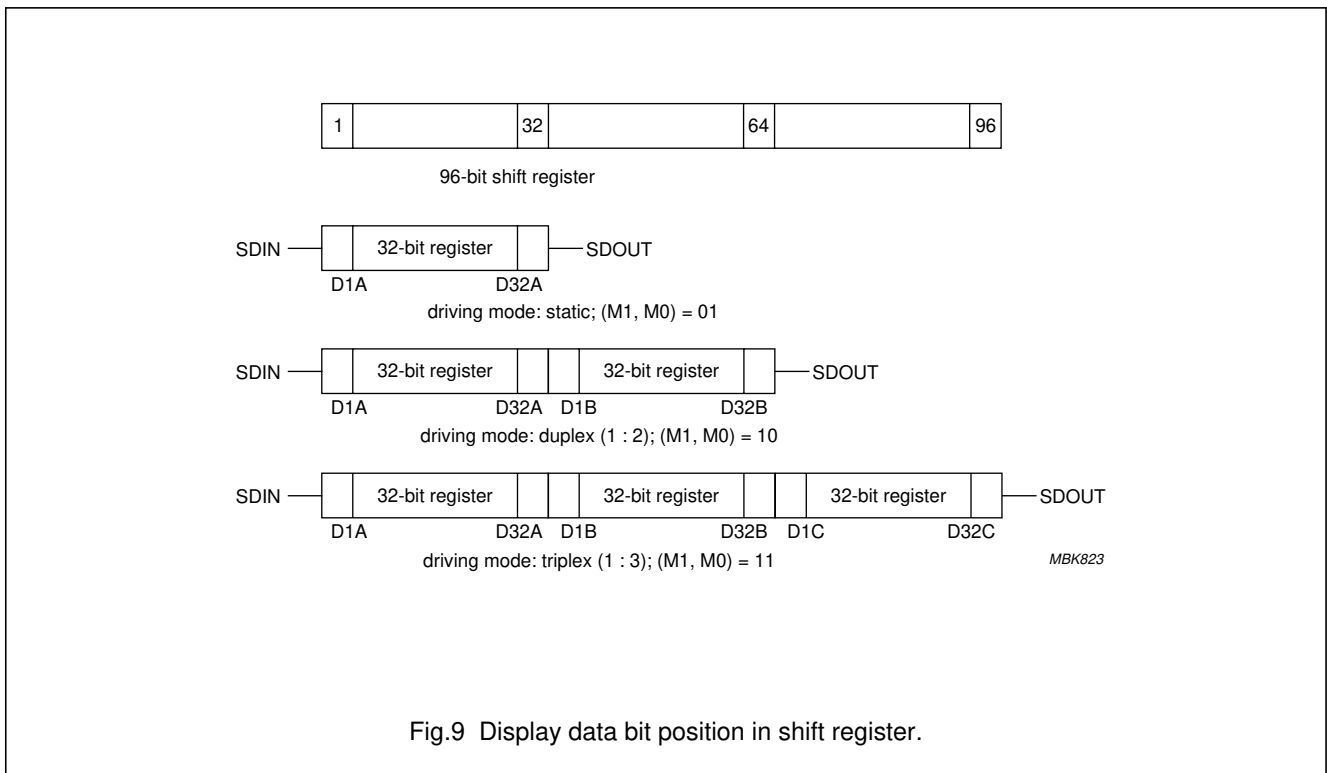 1 32 64 96
96-bit shift register
SDIN 32-bit register SDOUT
D1A D32A
driving mode: static; (M1, M0) = 01
SDIN 32-bit register 32-bit register SDOUT
D1A D32A D1B D32B
driving mode: duplex (1 : 2); (M1, M0) = 10
SDIN 32-bit register 32-bit register 32-bit register SDOUT
D1A D32A D1B D32B D1C D32C
driving mode: triplex (1 : 3); (M1, M0) = 11 MBK823
Fig.9 Display data bit position in shift register.